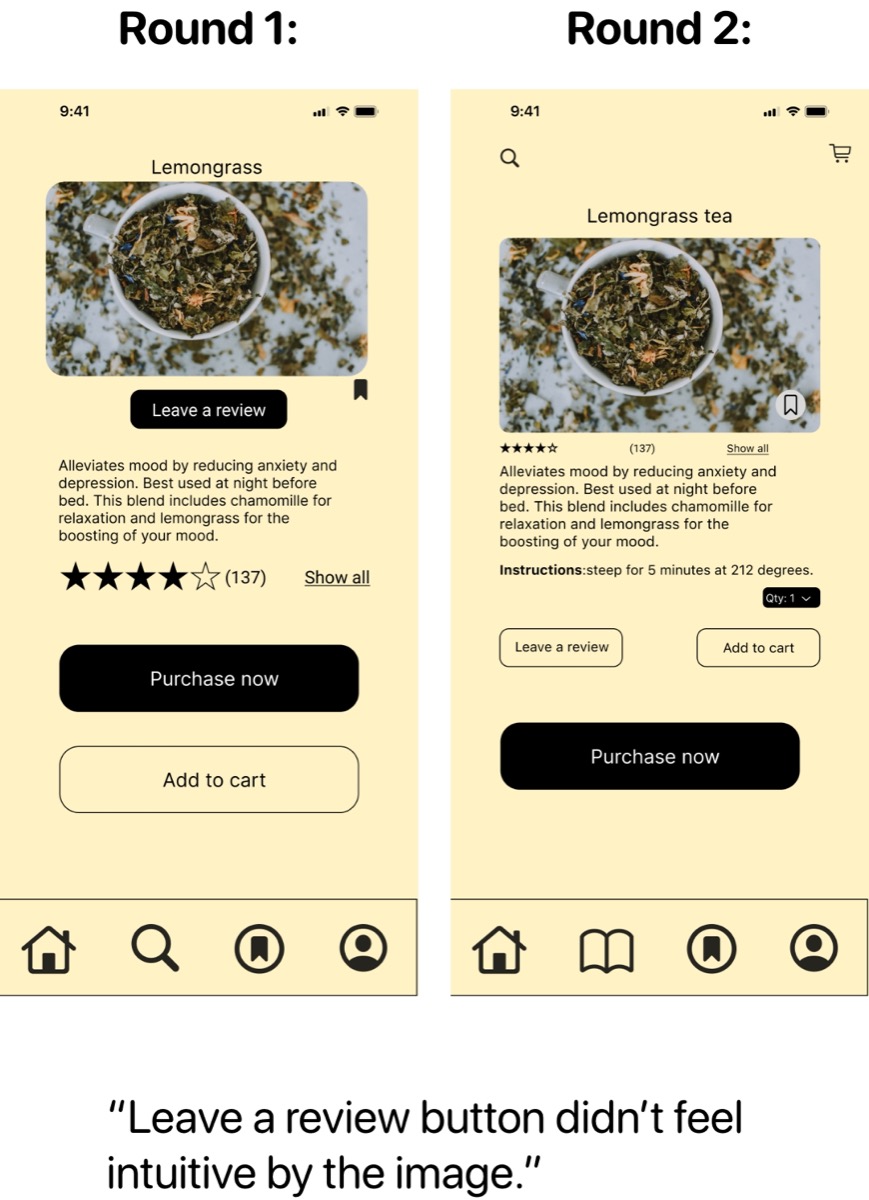 Round 1:
Round 2:
9:41
Lemongrass
Leave a review
Alleviates mood by reducing anxiety and
depression. Best used at night before
bed. This blend includes chamomille for
relaxation and lemongrass for the
boosting of your mood.
(137)
Show all
Purchase now
Add to cart
9:41
Lemongrass tea
(137)
Show all
Alleviates mood by reducing anxiety and
depression. Best used at night before
bed. This blend includes chamomille for
relaxation and lemongrass for the
boosting of your mood.
Instructions:steep for 5 minutes at 212 degrees.
Qty: 1
Leave a review
Add to cart
Purchase now
“Leave a review button didn’t feel
intuitive by the image.”